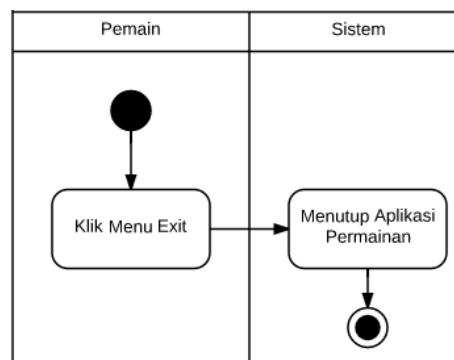 Pemain
Sistem
Klik Menu Exit
Menutup Aplikasi
Permainan